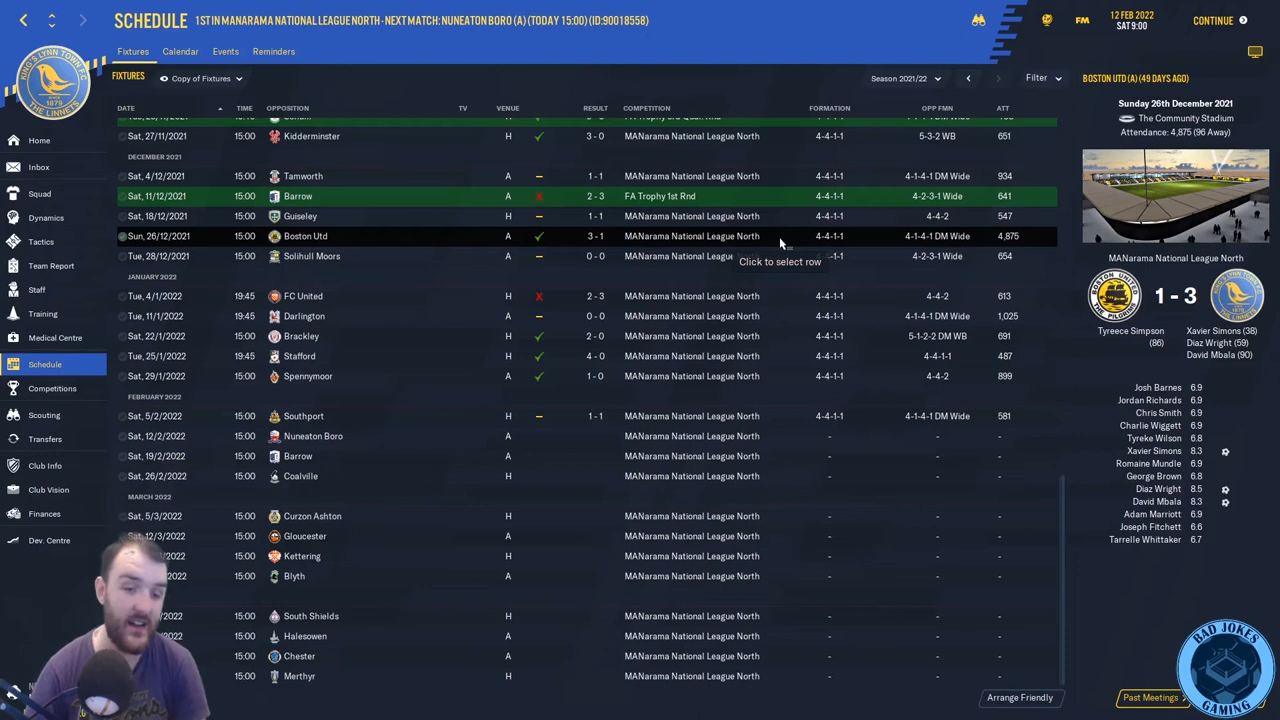 SCHEDULE 1ST IN MANARAMA NATIONAL LEAGUE NORTH - NEXT MATCH: NUNEATON BORO (A) (TODAY 15:00) (ID:90018558)
FM 12 FEB 2022 SAT 9:00 CONTINUE
KING'S LYNN TOWN F.C. 1879 THE LINNETS
Fixtures Calendar Events Reminders
FIXTURES Copy of Fixtures Season 2021/22 Filter
DATE TIME OPPOSITION TV VENUE RESULT COMPETITION FORMATION OPP FMN ATT
Sat, 27/11/2021 15:00 Kidderminster H 3 - 0 MANarama National League North 4-4-1-1 5-3-2 WB 651
DECEMBER 2021
Sat, 4/12/2021 15:00 Tamworth A 1 - 1 MANarama National League North 4-4-1-1 4-1-4-1 DM Wide 934
Sat, 11/12/2021 15:00 Barrow A 2 - 3 FA Trophy 1st Rnd 4-4-1-1 4-2-3-1 Wide 641
Sat, 18/12/2021 15:00 Guiseley H 1 - 1 MANarama National League North 4-4-1-1 4-4-2 547
Sun, 26/12/2021 15:00 Boston Utd A 3 - 1 MANarama National League North 4-4-1-1 4-1-4-1 DM Wide 4,875
Tue, 28/12/2021 15:00 Solihull Moors A 0 - 0 MANarama National League 4-4-1-1 4-2-3-1 Wide 654
Click to select row
JANUARY 2022
Tue, 4/1/2022 19:45 FC United H 2 - 3 MANarama National League North 4-4-1-1 4-4-2 613
Tue, 11/1/2022 19:45 Darlington A 0 - 0 MANarama National League North 4-4-1-1 4-1-4-1 DM Wide 1,025
Sat, 22/1/2022 15:00 Brackley H 2 - 0 MANarama National League North 4-4-1-1 5-1-2-2 DM WB 691
Tue, 25/1/2022 19:45 Stafford H 4 - 0 MANarama National League North 4-4-1-1 4-4-1-1 487
Sat, 29/1/2022 15:00 Spennymoor A 1 - 0 MANarama National League North 4-4-1-1 4-4-2 899
FEBRUARY 2022
Sat, 5/2/2022 15:00 Southport H 1 - 1 MANarama National League North 4-4-1-1 4-1-4-1 DM Wide 581
Sat, 12/2/2022 15:00 Nuneaton Boro A MANarama National League North - - -
Sat, 19/2/2022 15:00 Barrow A MANarama National League North - - -
Sat, 26/2/2022 15:00 Coalville H MANarama National League North - - -
MARCH 2022
Sat, 5/3/2022 15:00 Curzon Ashton H MANarama National League North - - -
Sat, 12/3/2022 15:00 Gloucester A MANarama National League North - - -
15:00 Kettering H MANarama National League North - - -
15:00 Blyth A MANarama National League North - - -
15:00 South Shields H MANarama National League North - - -
15:00 Halesowen A MANarama National League North - - -
15:00 Chester A MANarama National League North - - -
15:00 Merthyr H MANarama National League North - - -
Arrange Friendly
Home
Inbox
Squad
Dynamics
Tactics
Team Report
Staff
Training
Medical Centre
Schedule
Competitions
Scouting
Transfers
Club Info
Club Vision
Finances
Dev. Centre
BOSTON UTD (A) (49 DAYS AGO)
Sunday 26th December 2021
The Community Stadium
Attendance: 4,875 (96 Away)
MANarama National League North
BOSTON UNITED THE PILGRIMS 1 - 3 KING'S LYNN TOWN F.C. THE LINNETS
Tyreece Simpson (86)
Xavier Simons (38)
Diaz Wright (59)
David Mbala (90)
Josh Barnes 6.9
Jordan Richards 6.9
Chris Smith 6.9
Charlie Wiggett 6.9
Tyreke Wilson 6.8
Xavier Simons 8.3
Romaine Mundle 6.9
George Brown 6.8
Diaz Wright 8.5
David Mbala 8.3
Adam Marriott 6.9
Joseph Fitchett 6.6
Tarrelle Whittaker 6.7
Past Meetings
BAD JOKES GAMING